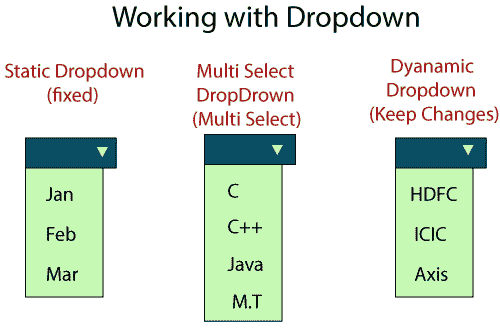 Working with Dropdown
Static Dropdown
(fixed)
Jan
Feb
Mar
Multi Select
DropDrown
(Multi Select)
C
C++
Java
M.T
Dyanamic
Dropdown
(Keep Changes)
HDFC
ICIC
Axis